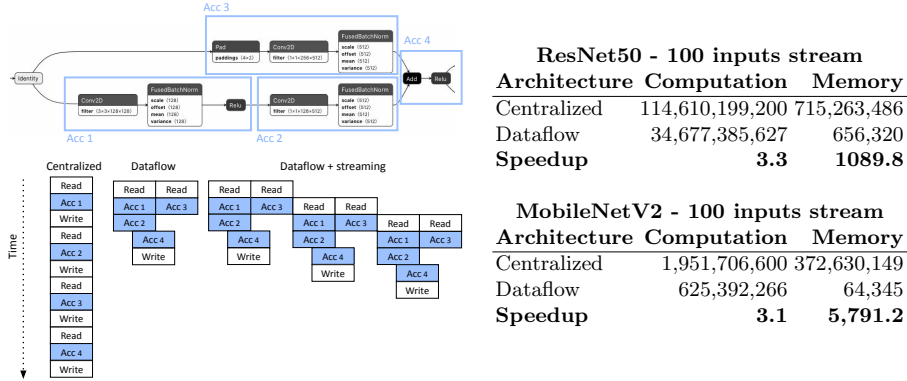 Acc 3
Pad
paddings ⟨4×2⟩
Conv2D
filter ⟨1×1×256×512⟩
FusedBatchNorm
scale ⟨512⟩
offset ⟨512⟩
mean ⟨512⟩
variance ⟨512⟩
Acc 4
Identity
Add
Relu
Conv2D
filter ⟨3×3×128×128⟩
FusedBatchNorm
scale ⟨128⟩
offset ⟨128⟩
mean ⟨128⟩
variance ⟨128⟩
Relu
Conv2D
filter ⟨1×1×128×512⟩
FusedBatchNorm
scale ⟨512⟩
offset ⟨512⟩
mean ⟨512⟩
variance ⟨512⟩
Acc 1
Acc 2
Time
Centralized
Read
Acc 1
Write
Read
Acc 2
Write
Read
Acc 3
Write
Read
Acc 4
Write
Dataflow
Read Read
Acc 1 Acc 3
Acc 2
Acc 4
Write
Dataflow + streaming
Read Read
Acc 1 Acc 3
Acc 2
Acc 4
Write
Read Read
Acc 1 Acc 3
Acc 2
Acc 4
Write
Read Read
Acc 1 Acc 3
Acc 2
Acc 4
Write
ResNet50 - 100 inputs stream
Architecture Computation Memory
Centralized 114,610,199,200 715,263,486
Dataflow 34,677,385,627 656,320
Speedup 3.3 1089.8
MobileNetV2 - 100 inputs stream
Architecture Computation Memory
Centralized 1,951,706,600 372,630,149
Dataflow 625,392,266 64,345
Speedup 3.1 5,791.2